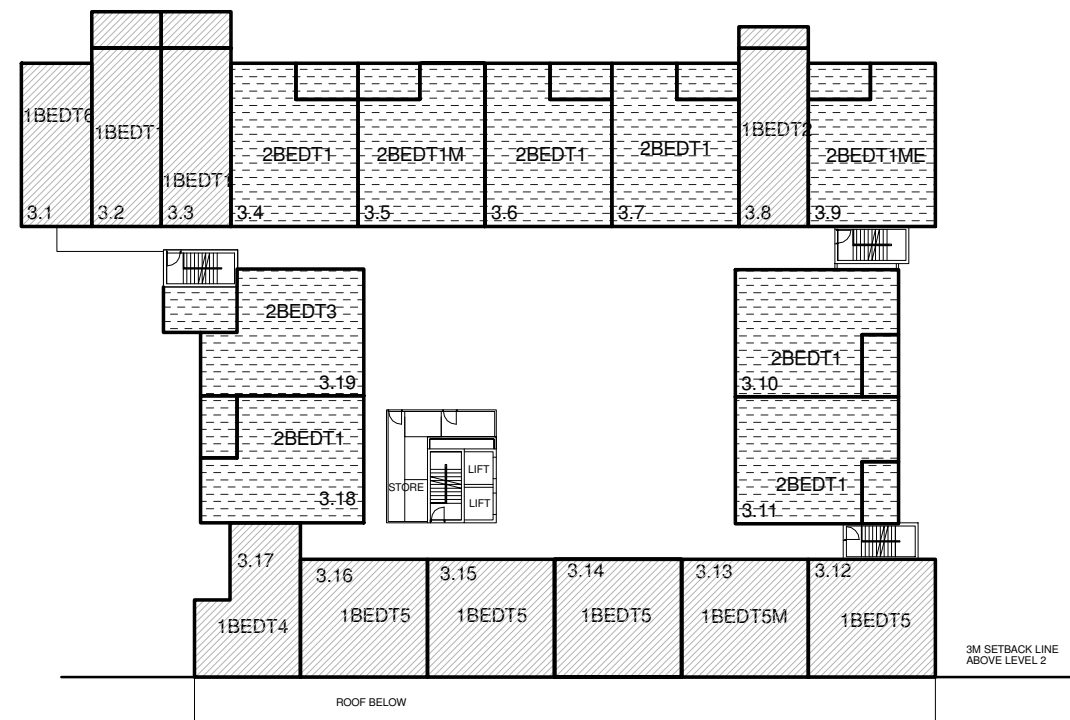 1BEDT6
1BEDT1
1BEDT1
2BEDT1
2BEDT1M
2BEDT1
2BEDT1
1BEDT2
2BEDT1ME
3.1
3.2
3.3
3.4
3.5
3.6
3.7
3.8
3.9
2BEDT3
3.19
2BEDT1
3.10
2BEDT1
3.18
STORE
LIFT
LIFT
2BEDT1
3.11
3.17
3.16
3.15
3.14
3.13
3.12
1BEDT4
1BEDT5
1BEDT5
1BEDT5
1BEDT5M
1BEDT5
3M SETBACK LINE
ABOVE LEVEL 2
ROOF BELOW